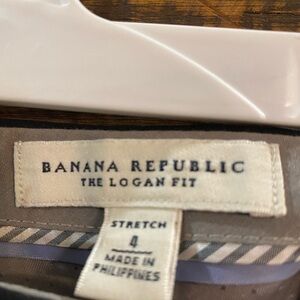 BANANA REPUBLIC
THE LOGAN FIT
STRETCH
4
MADE IN
PHILIPPINES